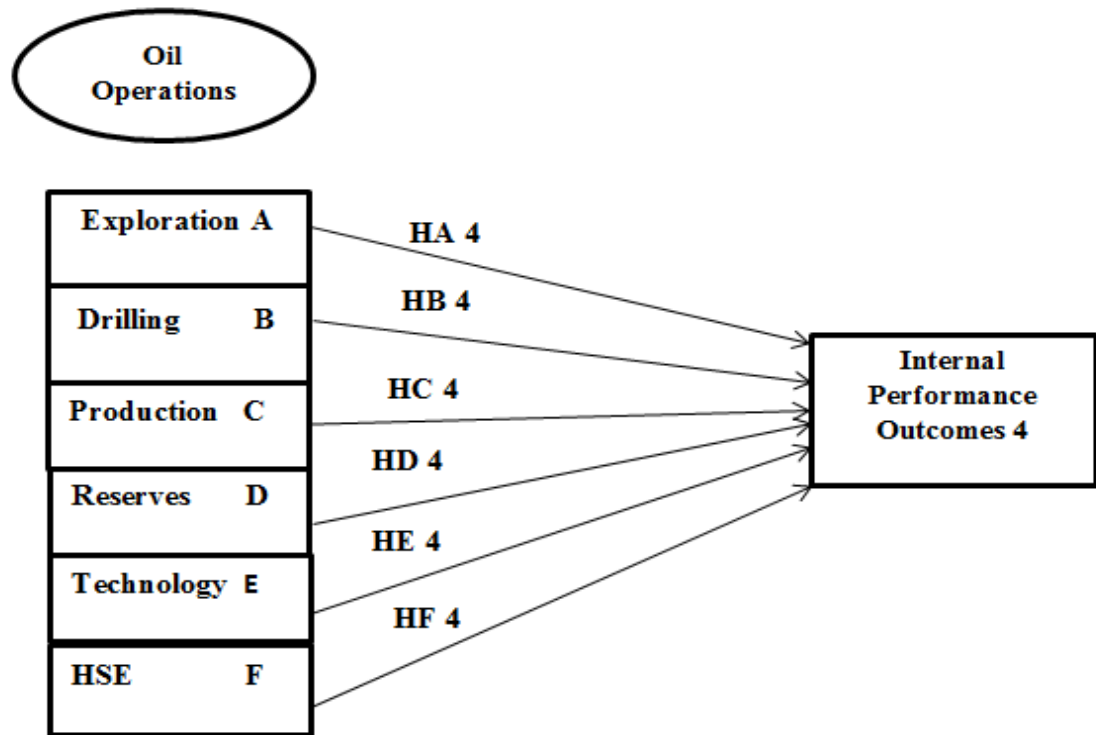 Oil
Operations
Exploration A
HA 4
Drilling B
HB 4
Production C
HC 4
Reserves D
HD 4
Technology E
HE 4
HSE F
HF 4
Internal
Performance
Outcomes 4